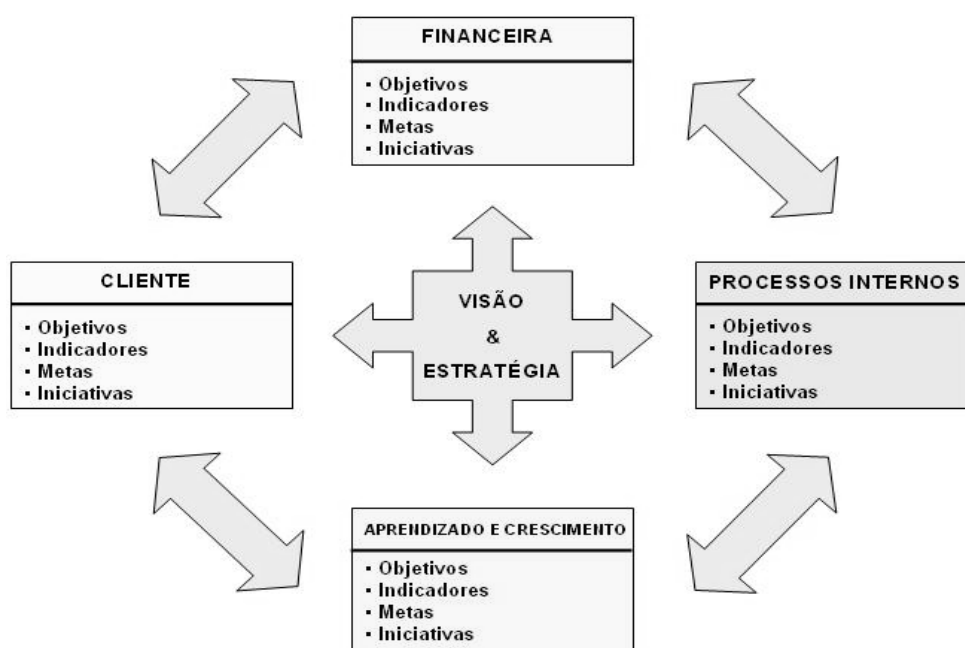 FINANCEIRA
▪ Objetivos
▪ Indicadores
▪ Metas
▪ Iniciativas
CLIENTE
▪ Objetivos
▪ Indicadores
▪ Metas
▪ Iniciativas
VISÃO
&
ESTRATÉGIA
PROCESSOS INTERNOS
▪ Objetivos
▪ Indicadores
▪ Metas
▪ Iniciativas
APRENDIZADO E CRESCIMENTO
▪ Objetivos
▪ Indicadores
▪ Metas
▪ Iniciativas